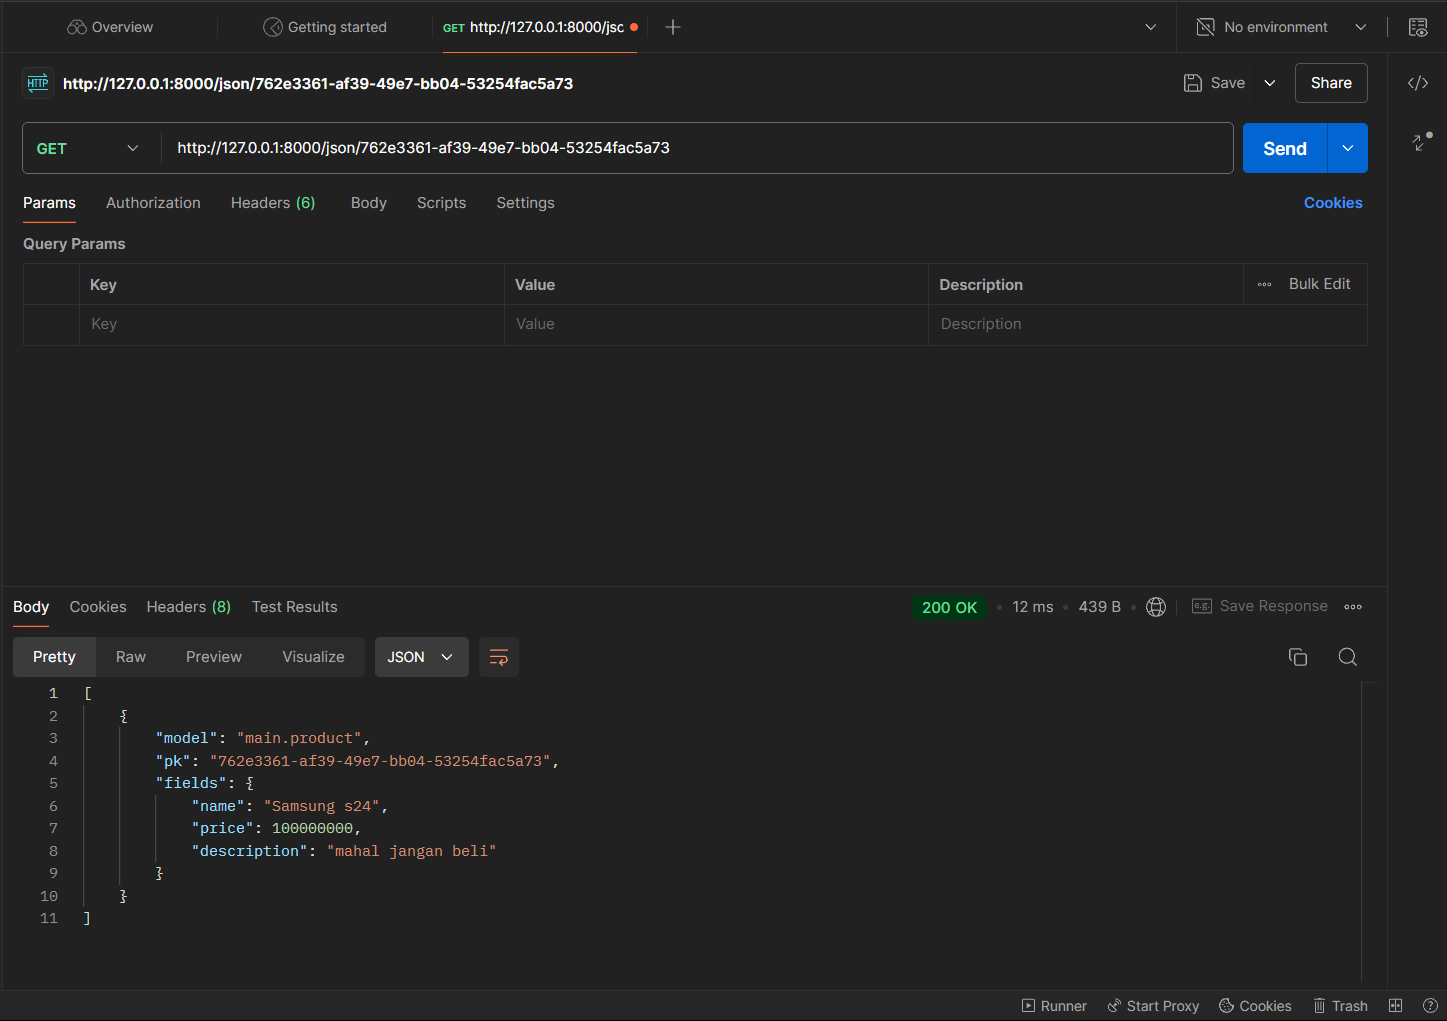 Overview
Getting started
GET http://127.0.0.1:8000/jsc
No environment
HTTP http://127.0.0.1:8000/json/762e3361-af39-49e7-bb04-53254fac5a73
Save
Share
GET http://127.0.0.1:8000/json/762e3361-af39-49e7-bb04-53254fac5a73
Send
Params Authorization Headers (6) Body Scripts Settings Cookies
Query Params
Key Value Description Bulk Edit
Key Value Description
Body Cookies Headers (8) Test Results 200 OK 12 ms 439 B e.g. Save Response
Pretty Raw Preview Visualize JSON
1 [
2 {
3 "model": "main.product",
4 "pk": "762e3361-af39-49e7-bb04-53254fac5a73",
5 "fields": {
6 "name": "Samsung s24",
7 "price": 100000000,
8 "description": "mahal jangan beli"
9 }
10 }
11 ]
Runner Start Proxy Cookies Trash